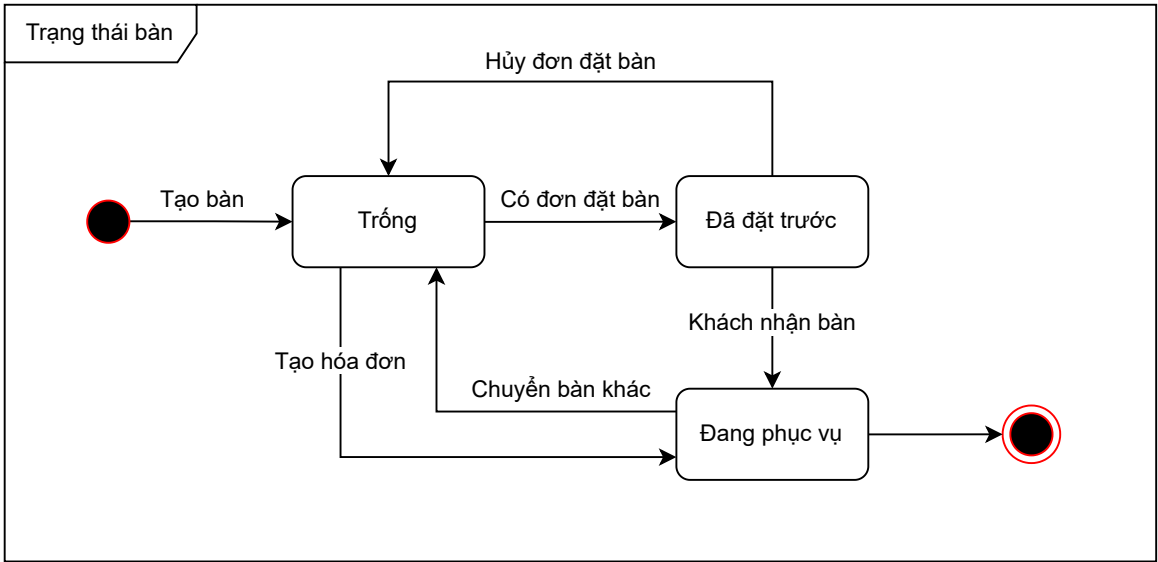 Trạng thái bàn
Hủy đơn đặt bàn
Tạo bàn
Trống
Có đơn đặt bàn
Đã đặt trước
Khách nhận bàn
Tạo hóa đơn
Chuyển bàn khác
Đang phục vụ